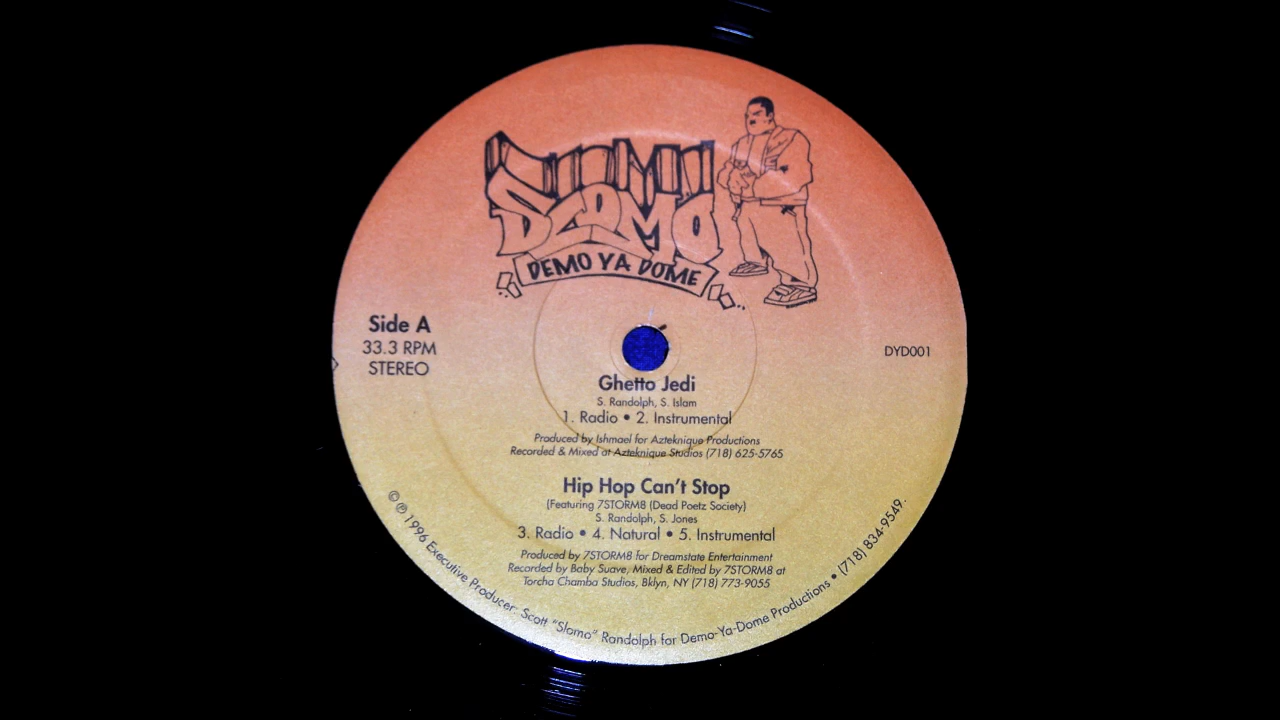 SLOMO
DEMO YA DOME
Side A
33.3 RPM
STEREO
DYD001
Ghetto Jedi
S. Randolph, S. Islam
1. Radio • 2. Instrumental
Produced by Ishmael for Azteknique Productions
Recorded & Mixed at Azteknique Studios (718) 625-5765
Hip Hop Can't Stop
(Featuring 7STORM8 (Dead Poetz Society)
S. Randolph, S. Jones
3. Radio • 4. Natural • 5. Instrumental
Produced by 7STORM8 for Dreamstate Entertainment
Recorded by Baby Suave, Mixed & Edited by 7STORM8 at
Torcha Chamba Studios, Bklyn, NY (718) 773-9055
© ℗ 1996 Executive Producer: Scott "Slomo" Randolph for Demo-Ya-Dome Productions • (718) 834-9549.